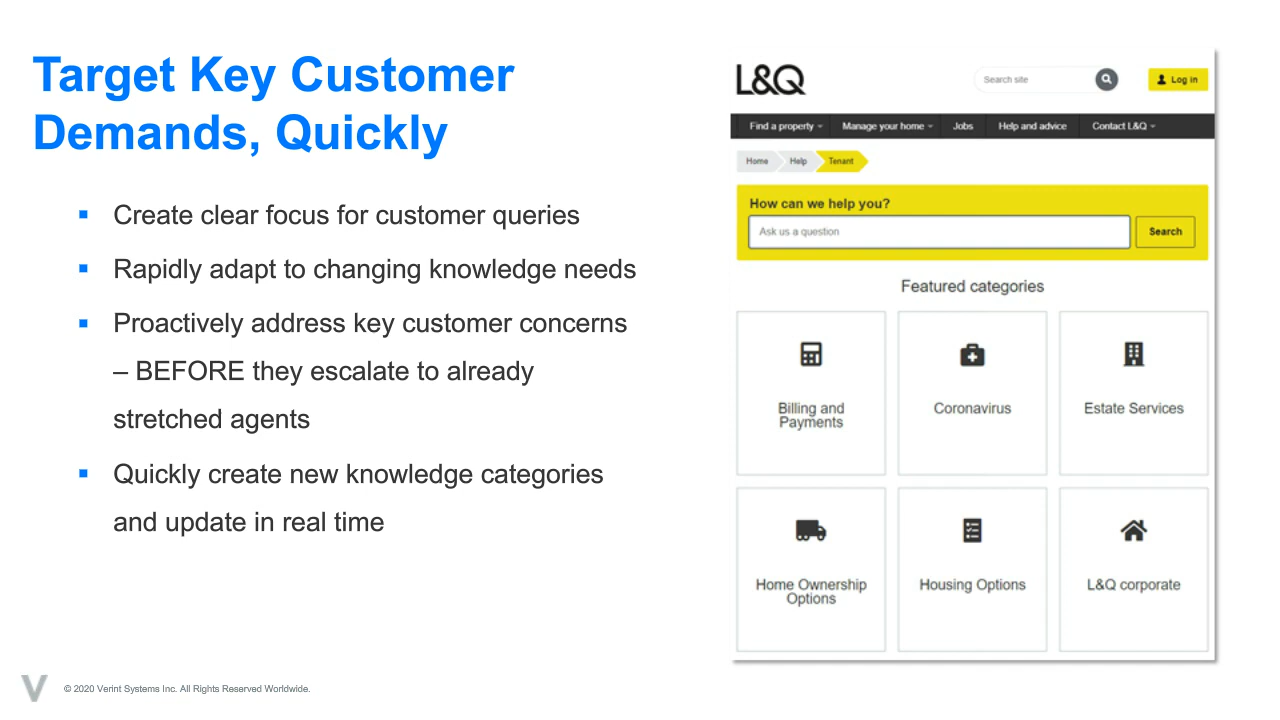 Target Key Customer
Demands, Quickly
▪ Create clear focus for customer queries
▪ Rapidly adapt to changing knowledge needs
▪ Proactively address key customer concerns
– BEFORE they escalate to already
stretched agents
▪ Quickly create new knowledge categories
and update in real time
L&Q
Search site
Log in
Find a property Manage your home Jobs Help and advice Contact L&Q
Home Help Tenant
How can we help you?
Ask us a question Search
Featured categories
Billing and
Payments
Coronavirus
Estate Services
Home Ownership
Options
Housing Options
L&Q corporate
© 2020 Verint Systems Inc. All Rights Reserved Worldwide.